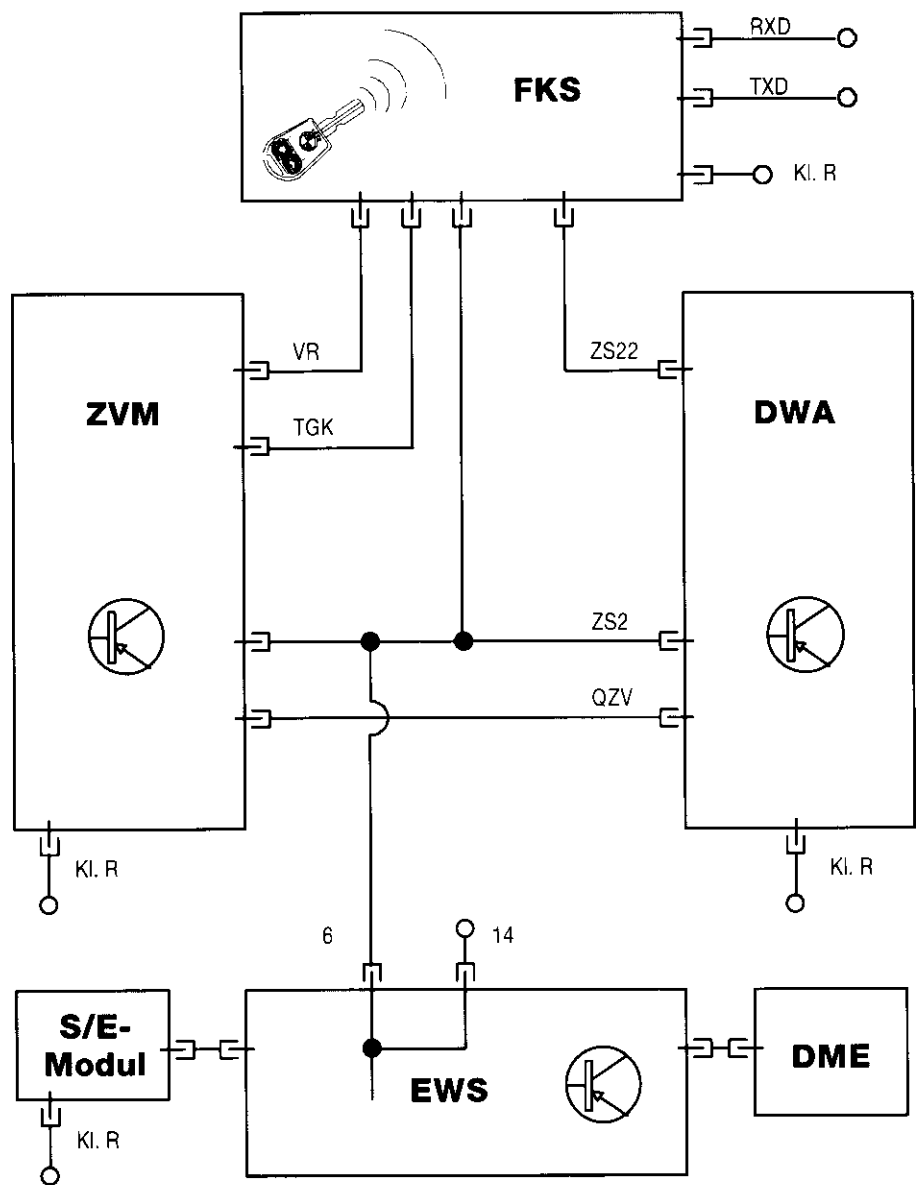 RXD
FKS
TXD
Kl. R
VR
ZS22
ZVM
DWA
TGK
ZS2
QZV
Kl. R
Kl. R
6
14
S/E-
Modul
EWS
DME
Kl. R